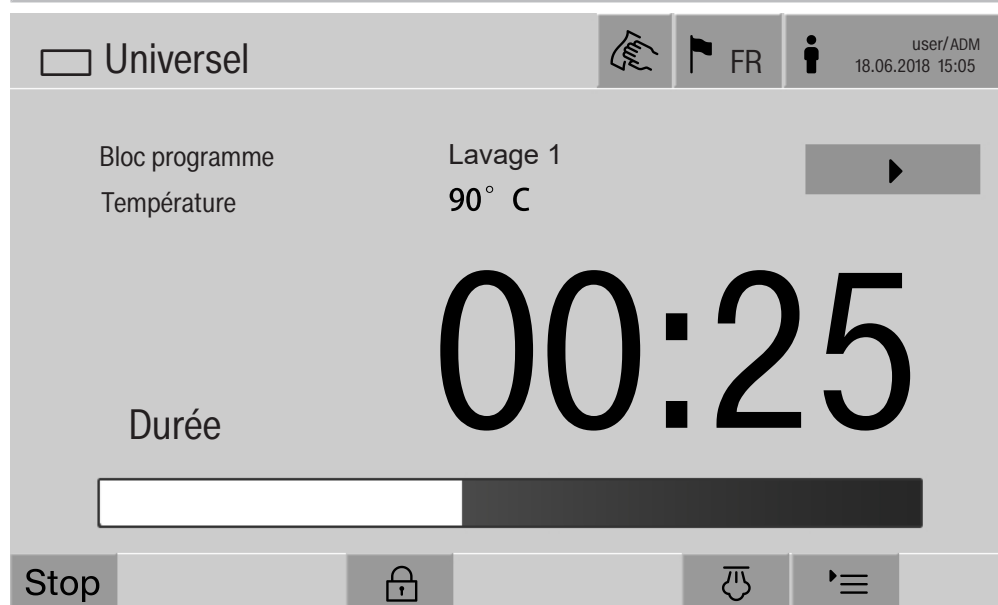 Universel
FR
user/ADM
18.06.2018 15:05
Bloc programme Lavage 1
Température 90° C
00:25
Durée
Stop